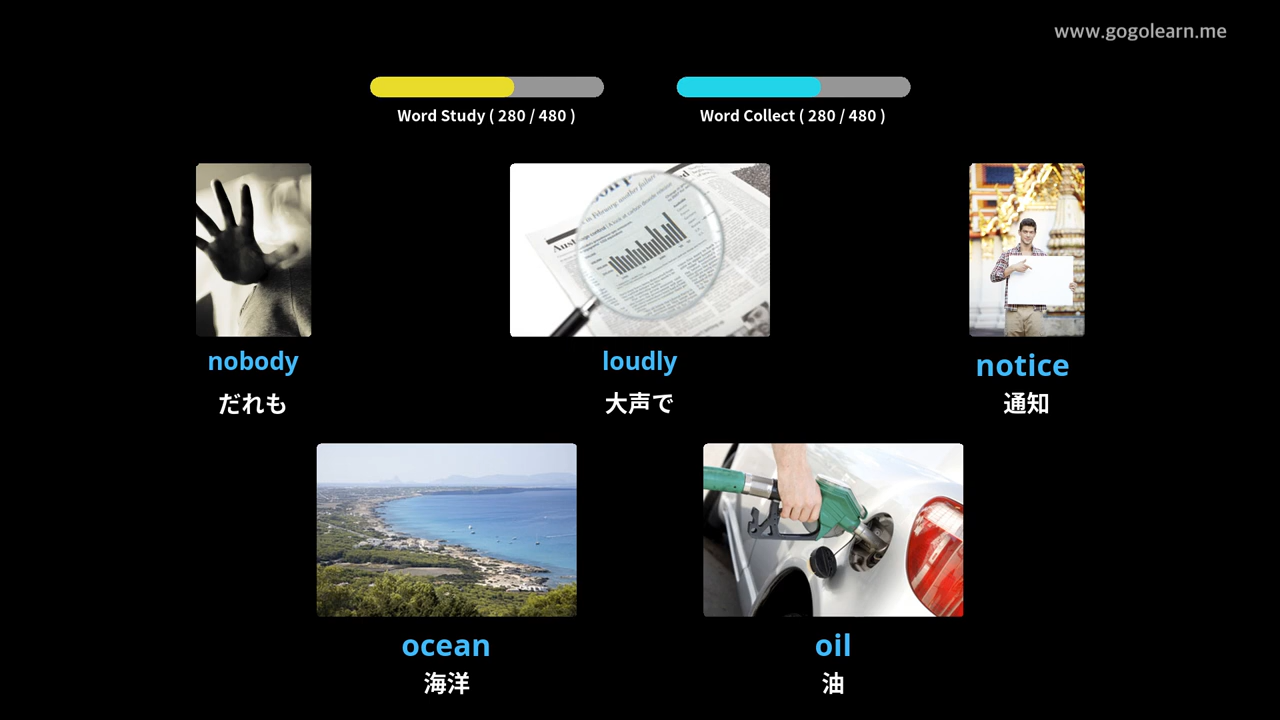 www.gogolearn.me
Word Study ( 280 / 480 )
Word Collect ( 280 / 480 )
nobody
だれも
loudly
大声で
notice
通知
ocean
海洋
oil
油